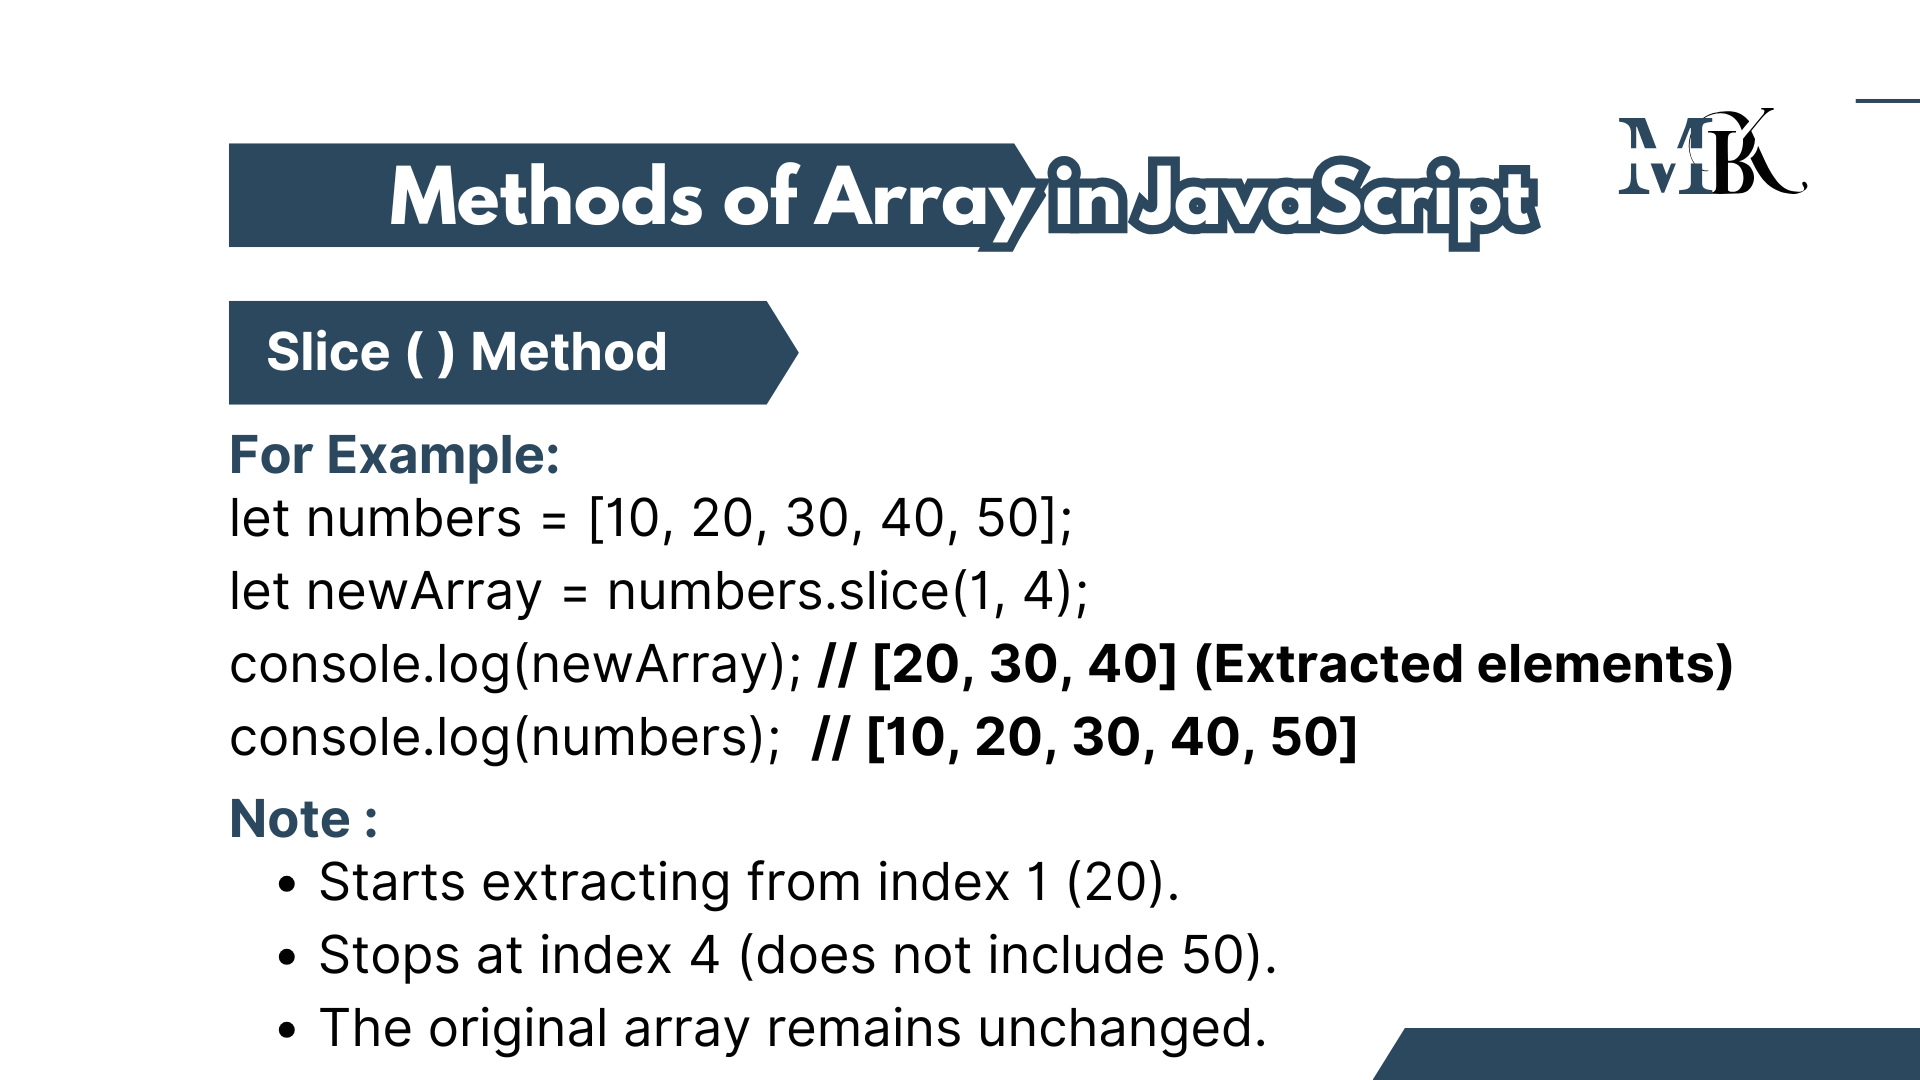 Methods of Array in JavaScript
MBK
Slice ( ) Method
For Example:
let numbers = [10, 20, 30, 40, 50];
let newArray = numbers.slice(1, 4);
console.log(newArray); // [20, 30, 40] (Extracted elements)
console.log(numbers);  // [10, 20, 30, 40, 50]
Note :
• Starts extracting from index 1 (20).
• Stops at index 4 (does not include 50).
• The original array remains unchanged.